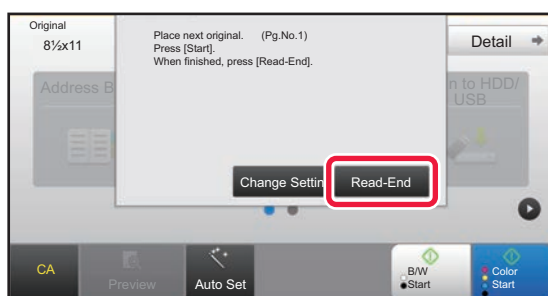 Original
8½x11
Place next original. (Pg.No.1)
Press [Start].
When finished, press [Read-End].
Detail
Address B
n to HDD/
USB
Change Settin
Read-End
CA
Preview
Auto Set
B/W
Start
Color
Start